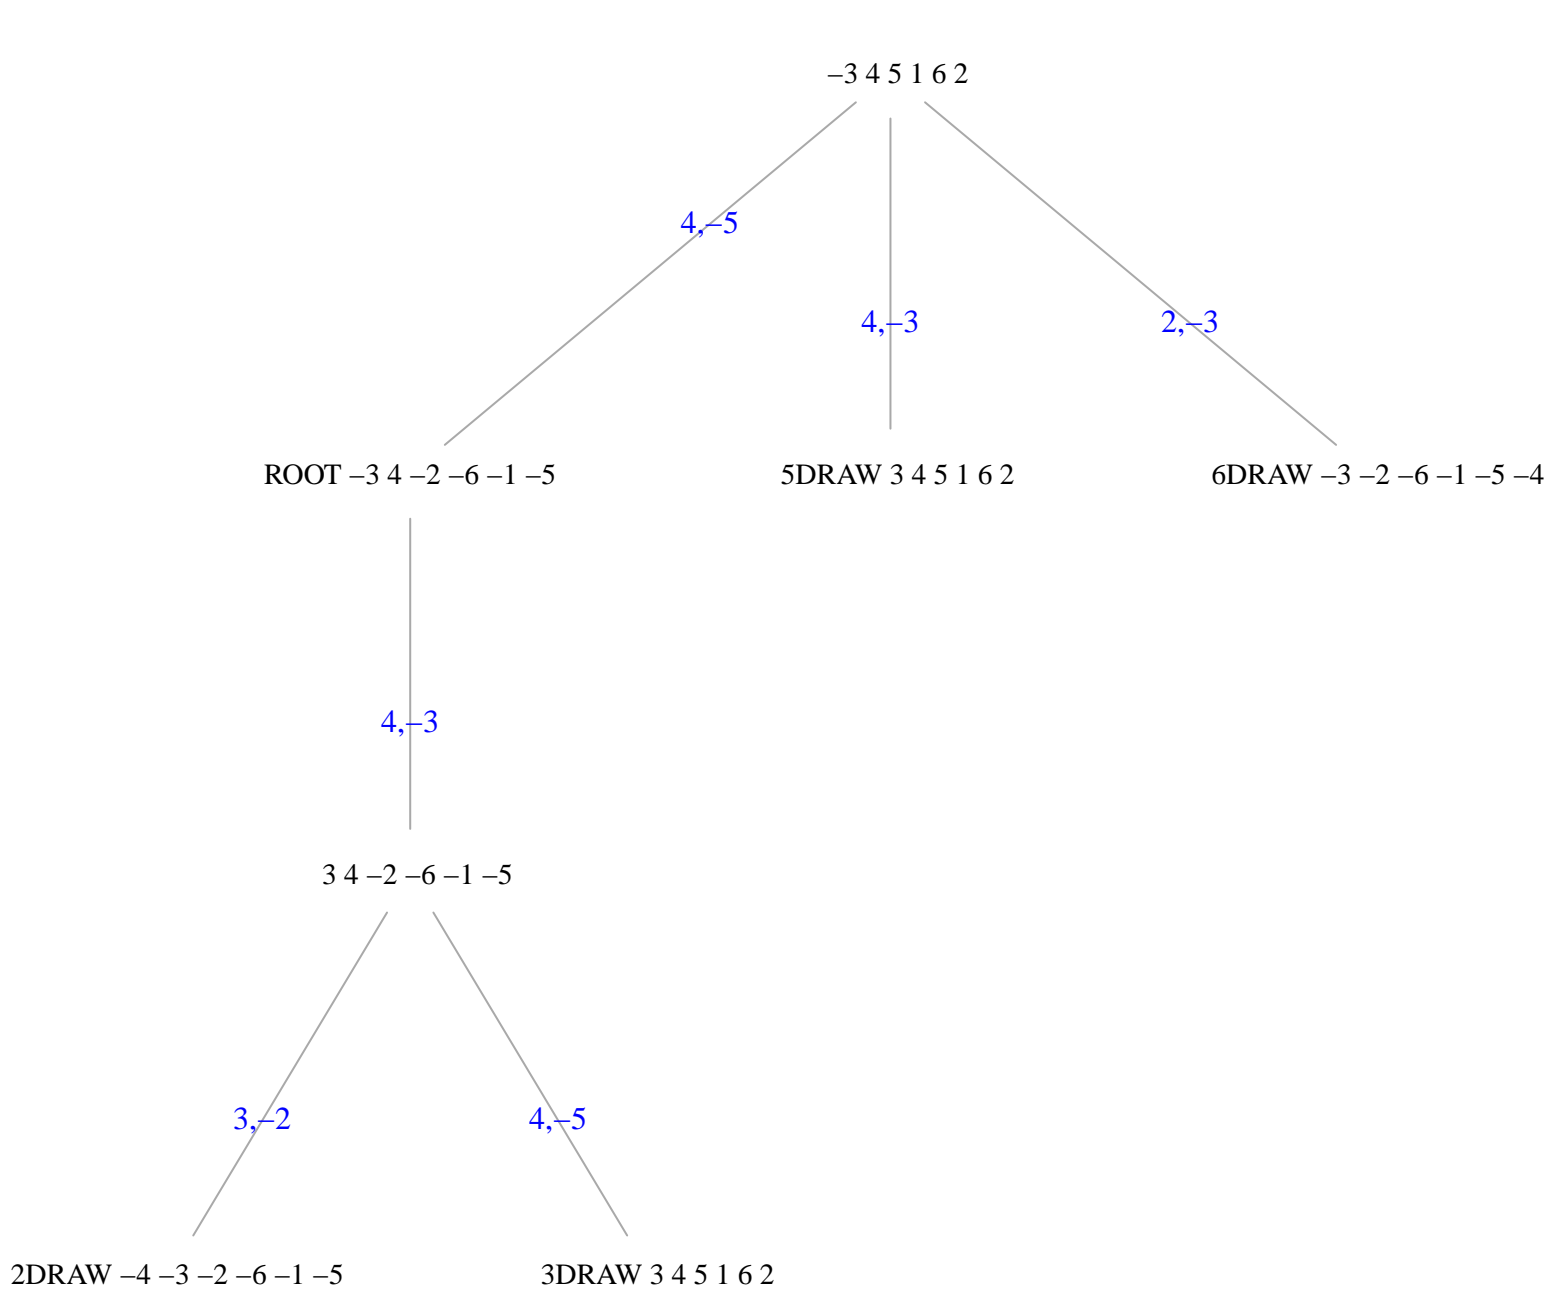 –3 4 5 1 6 2
4,–5
4,–3
2,–3
ROOT –3 4 –2 –6 –1 –5
5DRAW 3 4 5 1 6 2
6DRAW –3 –2 –6 –1 –5 –4
4,–3
3 4 –2 –6 –1 –5
3,–2
4,–5
2DRAW –4 –3 –2 –6 –1 –5
3DRAW 3 4 5 1 6 2